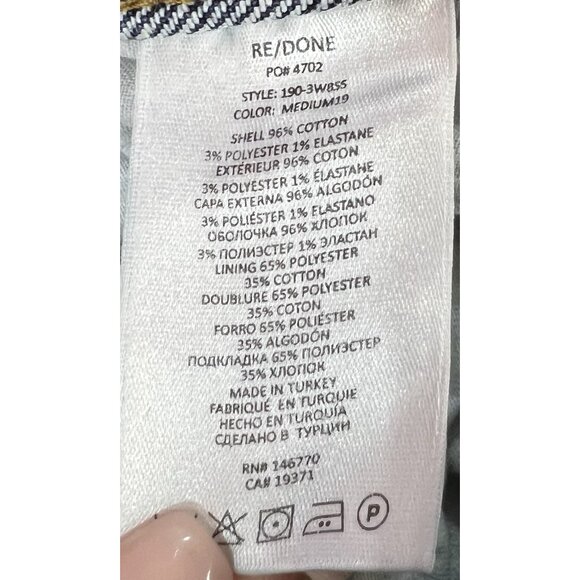 RE/DONE
PO# 4702
STYLE: 190-3WBSS
COLOR: MEDIUM19
SHELL 96% COTTON
3% POLYESTER 1% ELASTANE
EXTÉRIEUR 96% COTON
3% POLYESTER 1% ÉLASTANE
CAPA EXTERNA 96% ALGODÓN
3% POLIÉSTER 1% ELASTANO
ОБОЛОЧКА 96% ХЛОПОК
3% ПОЛИЭСТЕР 1% ЭЛАСТАН
LINING 65% POLYESTER
35% COTTON
DOUBLURE 65% POLYESTER
35% COTON
FORRO 65% POLIÉSTER
35% ALGODÓN
ПОДКЛАДКА 65% ПОЛИЭСТЕР
35% ХЛОПОК
MADE IN TURKEY
FABRIQUÉ EN TURQUIE
HECHO EN TURQUÍA
СДЕЛАНО В ТУРЦИИ
RN# 146770
CA# 19371
P